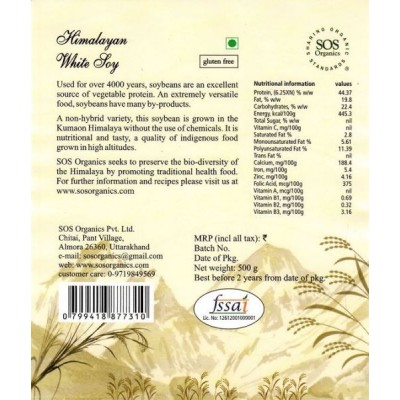 Himalayan
White Soy
gluten free
SHARING ORGANIC STANDARDS
SOS
Organics
Used for over 4000 years, soybeans are an excellent
source of vegetable protein. An extremely versatile
food, soybeans have many by-products.
A non-hybrid variety, this soybean is grown in the
Kumaon Himalaya without the use of chemicals. It is
nutritional and tasty, a quality of indigenous food
grown in high altitudes.
SOS Organics seeks to preserve the bio-diversity of
the Himalaya by promoting traditional health food.
For further information and recipes please visit us at
www.sosorganics.com
Nutritional information values
Protein, (6.25XN) % w/w 44.37
Fat, % w/w 19.8
Carbohydrates, % w/w 22.4
Energy, mg/100g 445.3
Total Sugar, % w/w nil
Vitamin C, mg/100g nil
Saturated Fat % 2.8
Monounsaturated Fat % 5.61
Polyunsaturated Fat % 11.39
Trans Fat % nil
Calcium, mg/100g 188.4
Iron, mg/100g 5.4
Zinc, mg/100g 4.16
Folic Acid, mcg 375
Vitamin A, mcg/100g nil
Vitamin B1, mg/100g 0.69
Vitamin B2, mg/100g 0.32
Vitamin B3, mg/100g 3.16
SOS Organics Pvt. Ltd.
Chitai, Pant Village,
Almora 26360, Uttarakhand
e-mail: sosorganics@gmail.com
website: www.sosorganics.com
customer care: 0-9719849569
MRP (incl all tax): ₹
Batch No.
Date of Pkg.
Net weight: 500 g
Best before 2 years from date of pkg.
0 799418 877310
fssai
Lic. No: 12612001000001